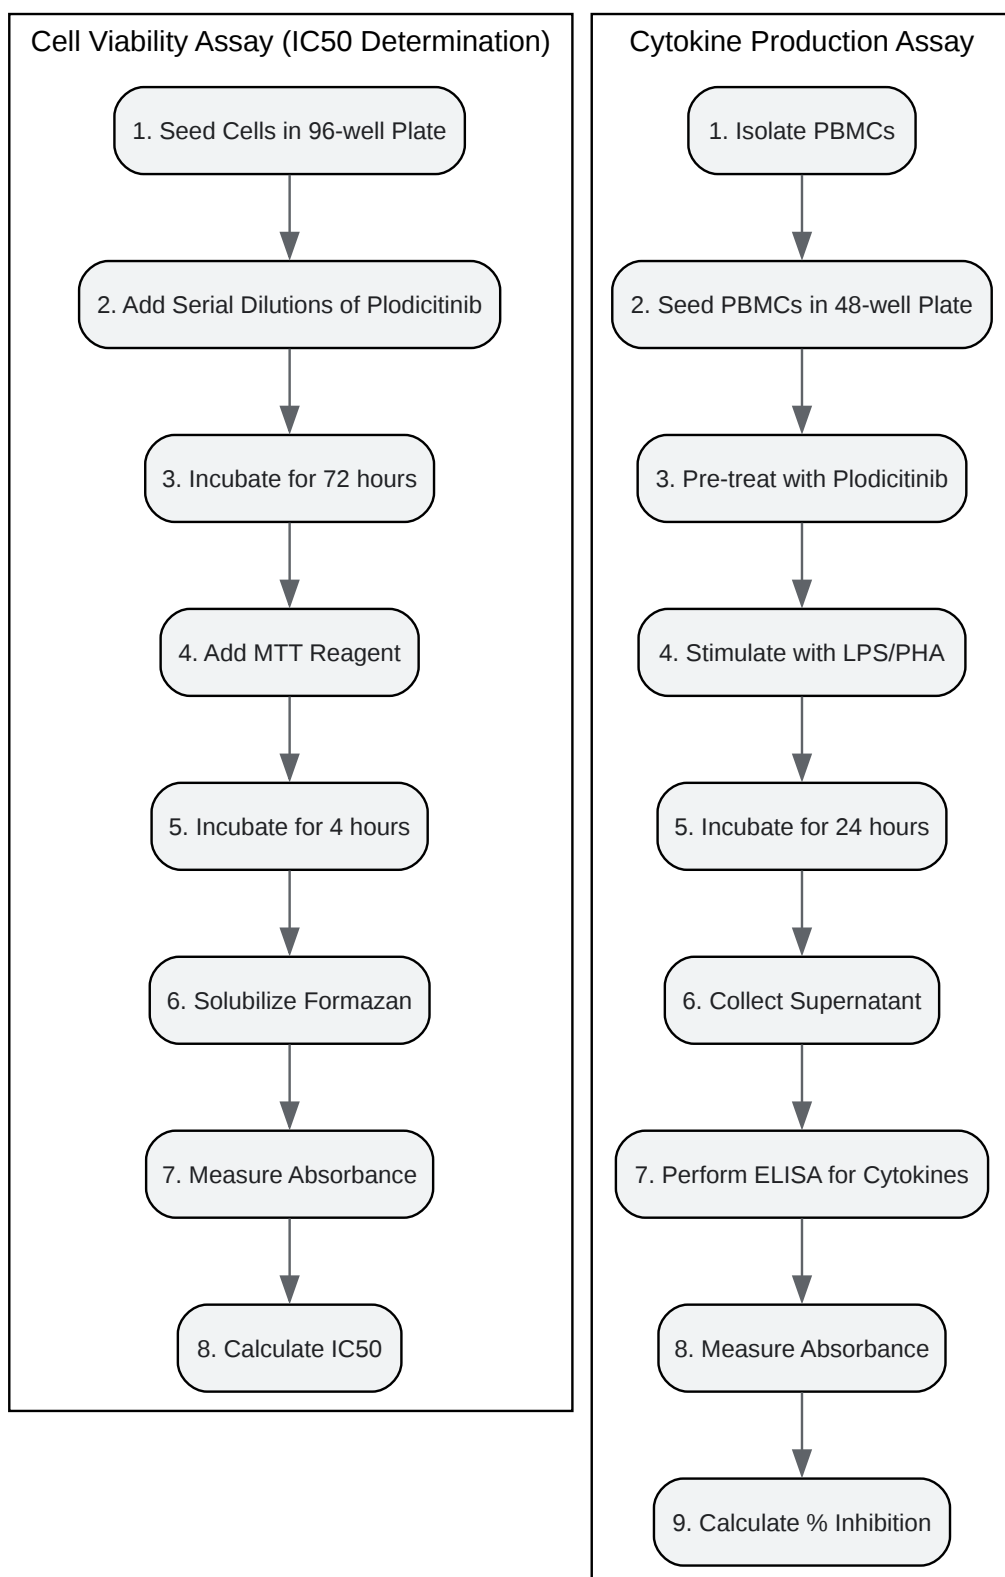 Cell Viability Assay (IC50 Determination)
1. Seed Cells in 96-well Plate
2. Add Serial Dilutions of Plodicitinib
3. Incubate for 72 hours
4. Add MTT Reagent
5. Incubate for 4 hours
6. Solubilize Formazan
7. Measure Absorbance
8. Calculate IC50
Cytokine Production Assay
1. Isolate PBMCs
2. Seed PBMCs in 48-well Plate
3. Pre-treat with Plodicitinib
4. Stimulate with LPS/PHA
5. Incubate for 24 hours
6. Collect Supernatant
7. Perform ELISA for Cytokines
8. Measure Absorbance
9. Calculate % Inhibition